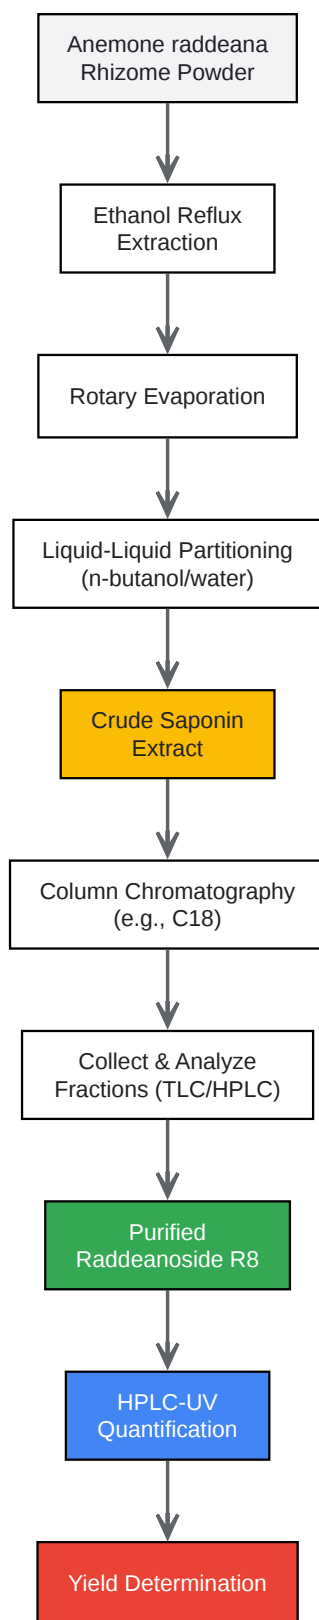 Anemone raddeana
Rhizome Powder
Ethanol Reflux
Extraction
Rotary Evaporation
Liquid-Liquid Partitioning
(n-butanol/water)
Crude Saponin
Extract
Column Chromatography
(e.g., C18)
Collect & Analyze
Fractions (TLC/HPLC)
Purified
Raddeanoside R8
HPLC-UV
Quantification
Yield Determination